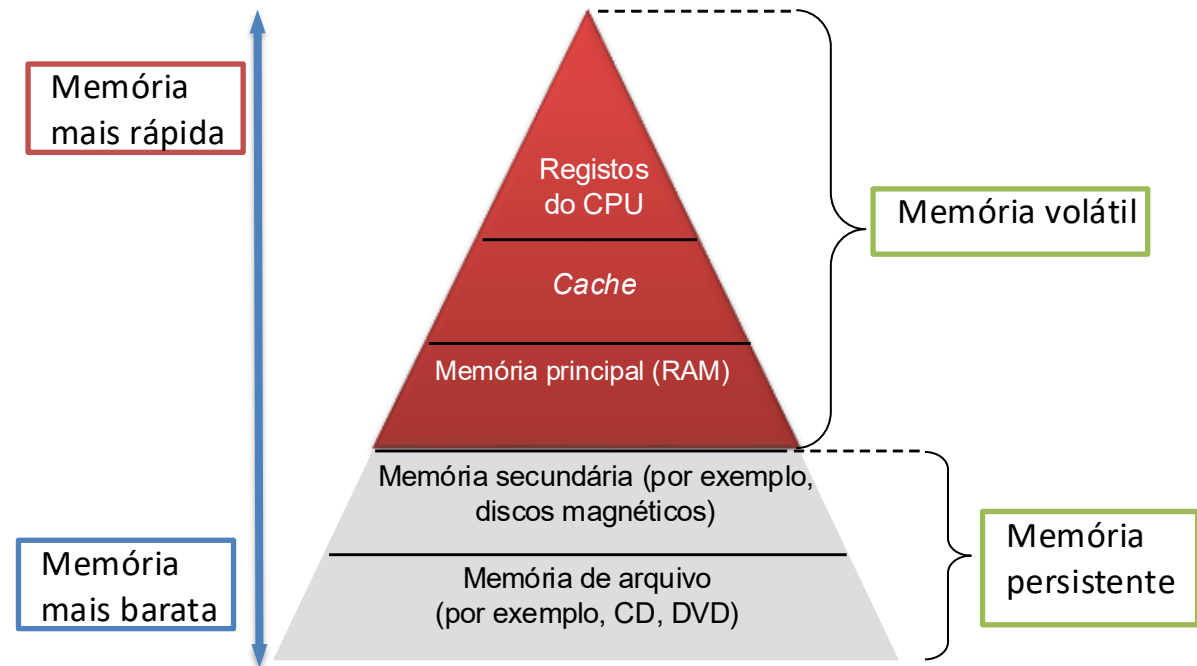 Memória
mais rápida
Registos
do CPU
Memória volátil
Cache
Memória principal (RAM)
Memória secundária (por exemplo,
discos magnéticos)
Memória
persistente
Memória
mais barata
Memória de arquivo
(por exemplo, CD, DVD)